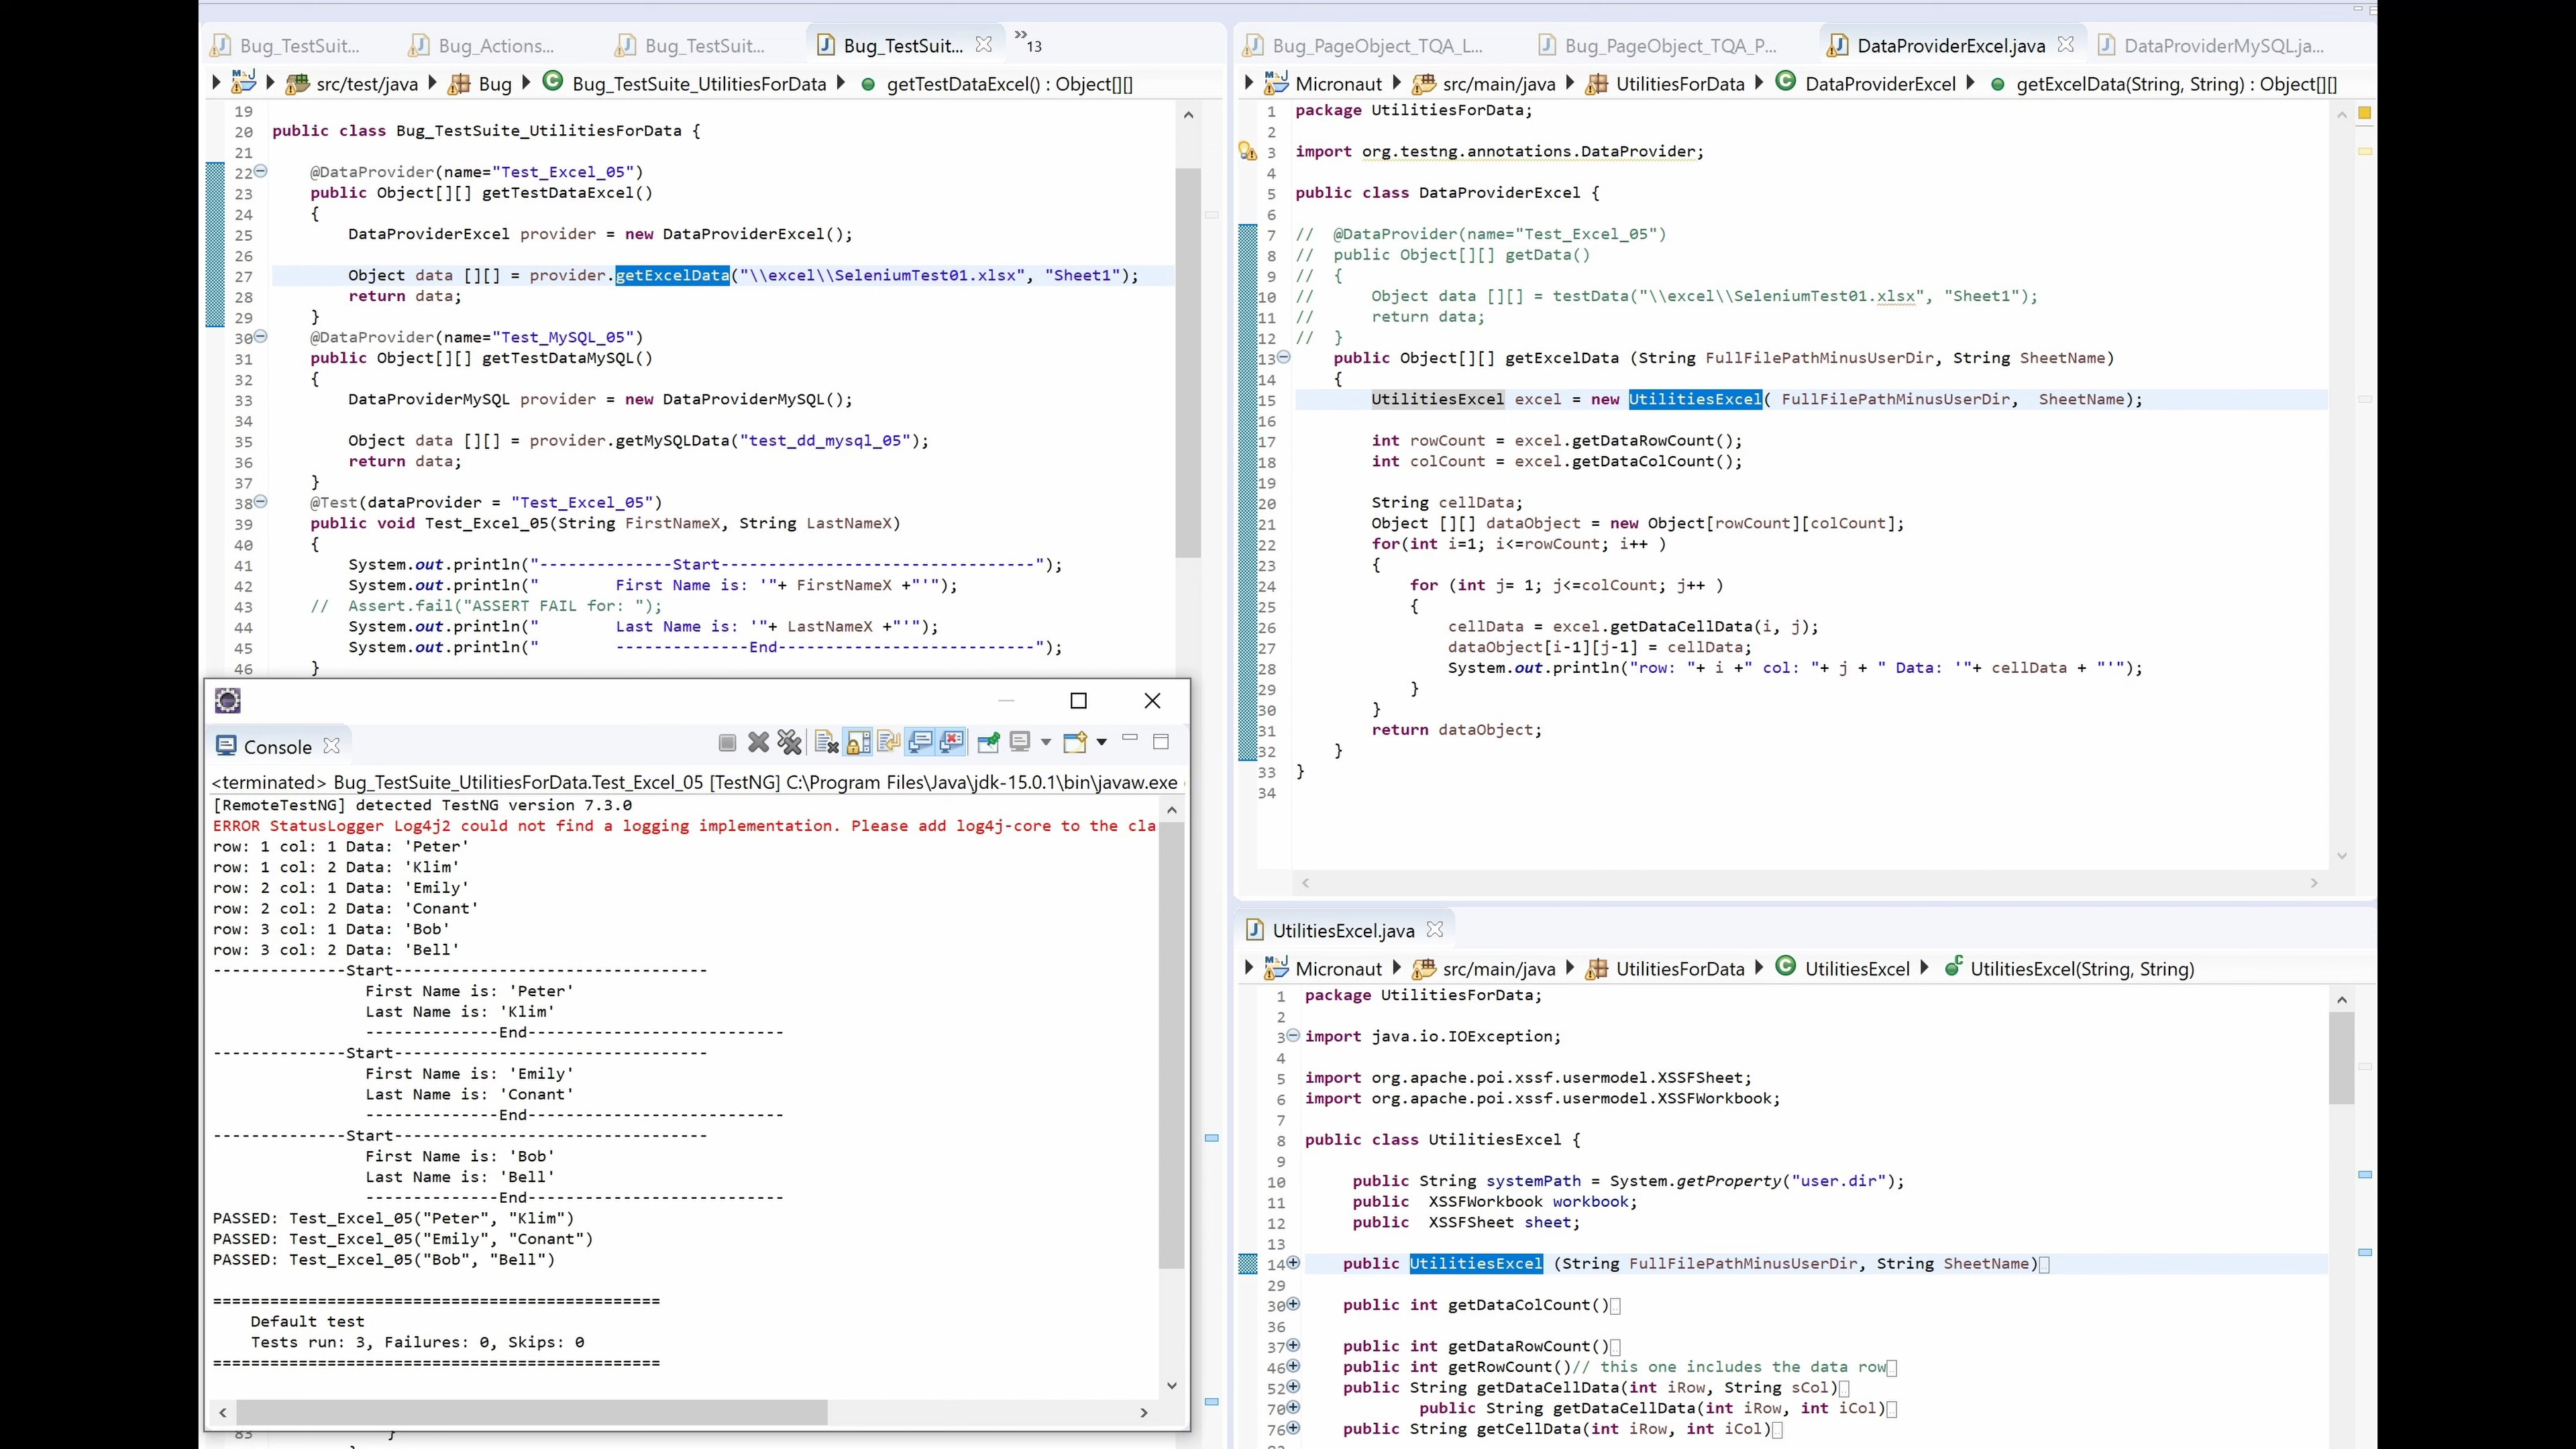 Bug_TestSuit...
Bug_Actions...
Bug_TestSuit...
Bug_TestSuit...
»13
src/test/java
Bug
Bug_TestSuite_UtilitiesForData
getTestDataExcel() : Object[][]
19
20 public class Bug_TestSuite_UtilitiesForData {
21
22 @DataProvider(name="Test_Excel_05")
23 public Object[][] getTestDataExcel()
24 {
25 DataProviderExcel provider = new DataProviderExcel();
26
27 Object data [][] = provider.getExcelData("\\excel\\SeleniumTest01.xlsx", "Sheet1");
28 return data;
29 }
30 @DataProvider(name="Test_MySQL_05")
31 public Object[][] getTestDataMySQL()
32 {
33 DataProviderMySQL provider = new DataProviderMySQL();
34
35 Object data [][] = provider.getMySQLData("test_dd_mysql_05");
36 return data;
37 }
38 @Test(dataProvider = "Test_Excel_05")
39 public void Test_Excel_05(String FirstNameX, String LastNameX)
40 {
41 System.out.println("--------------Start---------------------------------");
42 System.out.println("        First Name is: '"+ FirstNameX +"'");
43 // Assert.fail("ASSERT FAIL for: ");
44 System.out.println("        Last Name is: '"+ LastNameX +"'");
45 System.out.println("        --------------End---------------------------");
46 }
Console
<terminated> Bug_TestSuite_UtilitiesForData.Test_Excel_05 [TestNG] C:\Program Files\Java\jdk-15.0.1\bin\javaw.exe
[RemoteTestNG] detected TestNG version 7.3.0
ERROR StatusLogger Log4j2 could not find a logging implementation. Please add log4j-core to the cla
row: 1 col: 1 Data: 'Peter'
row: 1 col: 2 Data: 'Klim'
row: 2 col: 1 Data: 'Emily'
row: 2 col: 2 Data: 'Conant'
row: 3 col: 1 Data: 'Bob'
row: 3 col: 2 Data: 'Bell'
--------------Start---------------------------------
First Name is: 'Peter'
Last Name is: 'Klim'
--------------End---------------------------
--------------Start---------------------------------
First Name is: 'Emily'
Last Name is: 'Conant'
--------------End---------------------------
--------------Start---------------------------------
First Name is: 'Bob'
Last Name is: 'Bell'
--------------End---------------------------
PASSED: Test_Excel_05("Peter", "Klim")
PASSED: Test_Excel_05("Emily", "Conant")
PASSED: Test_Excel_05("Bob", "Bell")
===============================================
Default test
Tests run: 3, Failures: 0, Skips: 0
===============================================
83 }
Bug_PageObject_TQA_L...
Bug_PageObject_TQA_P...
DataProviderExcel.java
DataProviderMySQL.ja...
Micronaut
src/main/java
UtilitiesForData
DataProviderExcel
getExcelData(String, String) : Object[][]
1 package UtilitiesForData;
2
3 import org.testng.annotations.DataProvider;
4
5 public class DataProviderExcel {
6
7 // @DataProvider(name="Test_Excel_05")
8 // public Object[][] getData()
9 // {
10 // Object data [][] = testData("\\excel\\SeleniumTest01.xlsx", "Sheet1");
11 // return data;
12 // }
13 public Object[][] getExcelData (String FullFilePathMinusUserDir, String SheetName)
14 {
15 UtilitiesExcel excel = new UtilitiesExcel( FullFilePathMinusUserDir,  SheetName);
16
17 int rowCount = excel.getDataRowCount();
18 int colCount = excel.getDataColCount();
19
20 String cellData;
21 Object [][] dataObject = new Object[rowCount][colCount];
22 for(int i=1; i<=rowCount; i++ )
23 {
24 for (int j= 1; j<=colCount; j++ )
25 {
26 cellData = excel.getDataCellData(i, j);
27 dataObject[i-1][j-1] = cellData;
28 System.out.println("row: "+ i +" col: "+ j + " Data: '"+ cellData + "'");
29 }
30 }
31 return dataObject;
32 }
33 }
34
UtilitiesExcel.java
Micronaut
src/main/java
UtilitiesForData
UtilitiesExcel
UtilitiesExcel(String, String)
1 package UtilitiesForData;
2
3 import java.io.IOException;
4
5 import org.apache.poi.xssf.usermodel.XSSFSheet;
6 import org.apache.poi.xssf.usermodel.XSSFWorkbook;
7
8 public class UtilitiesExcel {
9
10 public String systemPath = System.getProperty("user.dir");
11 public  XSSFWorkbook workbook;
12 public  XSSFSheet sheet;
13
14 public UtilitiesExcel (String FullFilePathMinusUserDir, String SheetName)
29
30 public int getDataColCount()
36
37 public int getDataRowCount()
46 public int getRowCount()// this one includes the data row
52 public String getDataCellData(int iRow, String sCol)
70 public String getDataCellData(int iRow, int iCol)
76 public String getCellData(int iRow, int iCol)